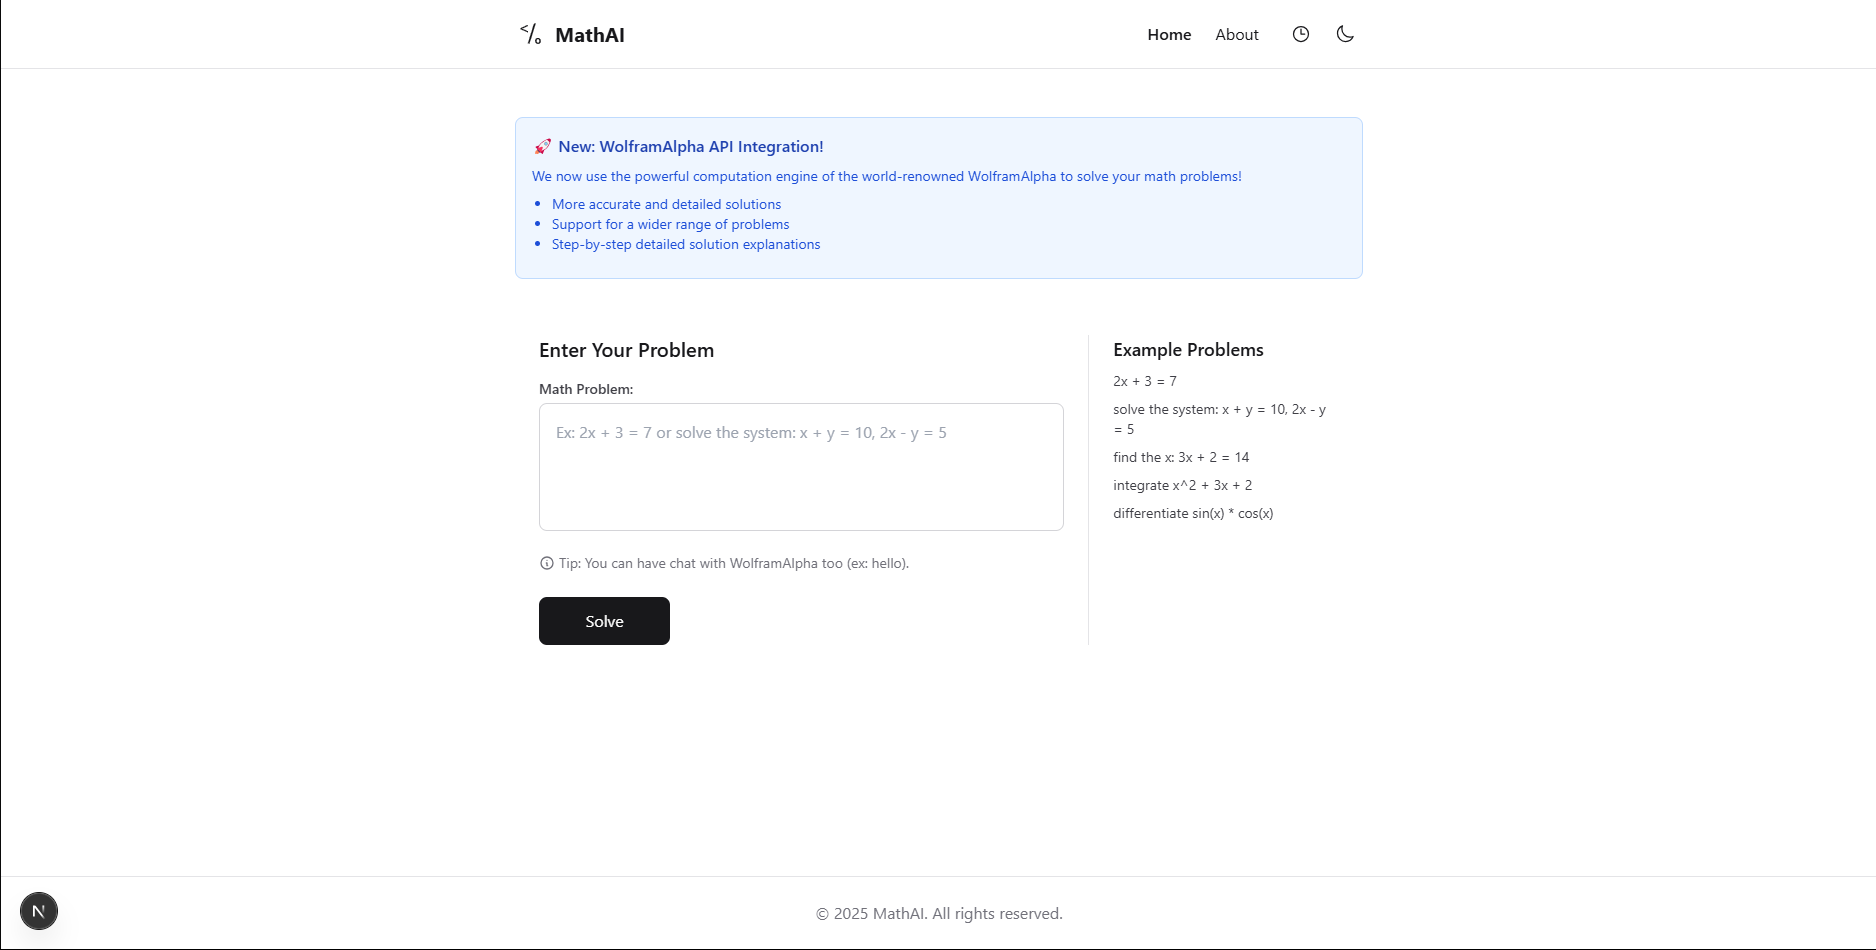 MathAI
Home
About
🚀 New: WolframAlpha API Integration!
We now use the powerful computation engine of the world-renowned WolframAlpha to solve your math problems!
• More accurate and detailed solutions
• Support for a wider range of problems
• Step-by-step detailed solution explanations
Enter Your Problem
Math Problem:
Ex: 2x + 3 = 7 or solve the system: x + y = 10, 2x - y = 5
Tip: You can have chat with WolframAlpha too (ex: hello).
Solve
Example Problems
2x + 3 = 7
solve the system: x + y = 10, 2x - y
= 5
find the x: 3x + 2 = 14
integrate x^2 + 3x + 2
differentiate sin(x) * cos(x)
N
© 2025 MathAI. All rights reserved.